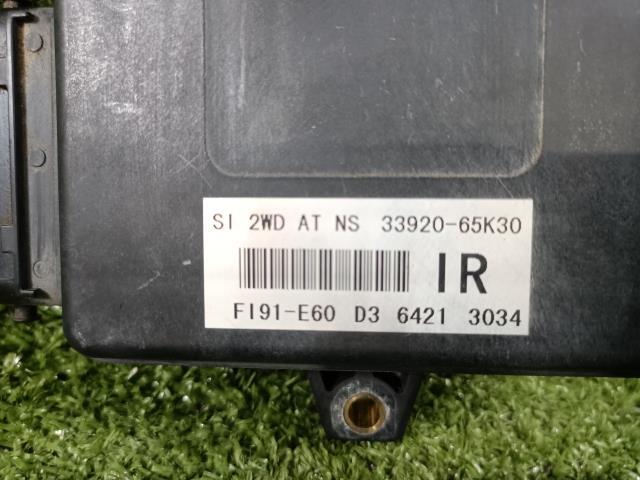 SI 2WD AT NS 33920-65K30
IR
FI91-E60 D3 6421 3034